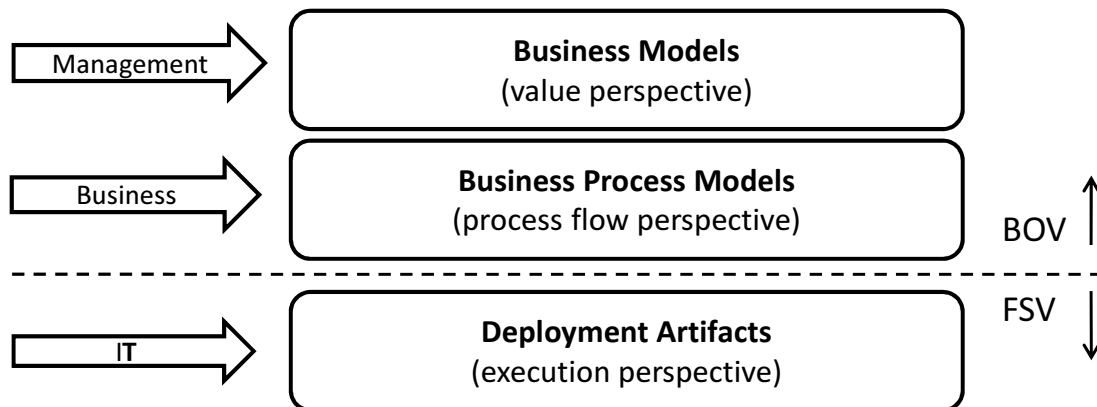 Management
Business Models
(value perspective)
Business
Business Process Models
(process flow perspective)
BOV
FSV
IT
Deployment Artifacts
(execution perspective)